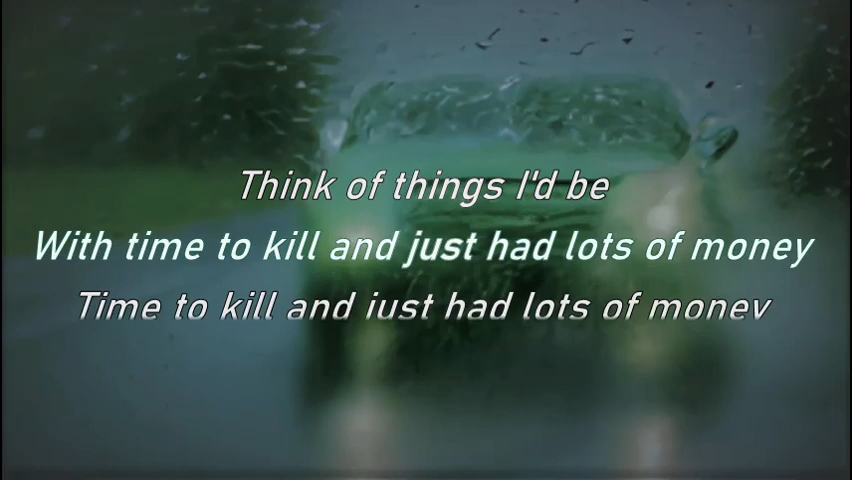 Think of things I'd be
With time to kill and just had lots of money
Time to kill and just had lots of money